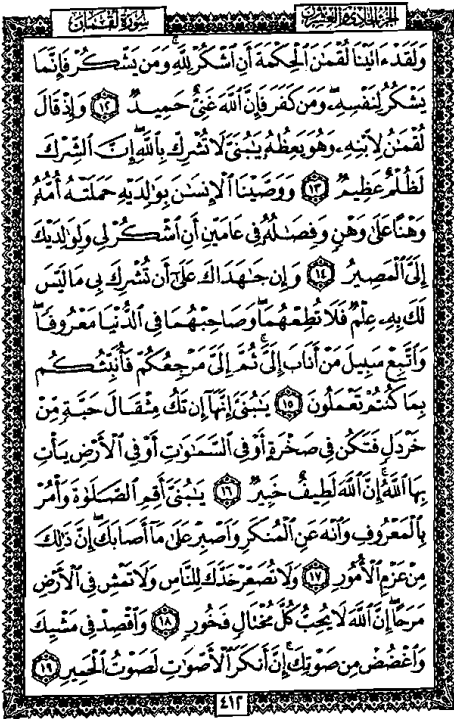 سُورَةُ لُقْمَانَ
الجزء الحادي والعشرون
وَلَقَدْ ءَاتَيْنَا لُقْمَٰنَ ٱلْحِكْمَةَ أَنِ ٱشْكُرْ لِلَّهِ ۚ وَمَن يَشْكُرْ فَإِنَّمَا
يَشْكُرُ لِنَفْسِهِۦ ۖ وَمَن كَفَرَ فَإِنَّ ٱللَّهَ غَنِىٌّ حَمِيدٌ ١٢ وَإِذْ قَالَ
لُقْمَٰنُ لِٱبْنِهِۦ وَهُوَ يَعِظُهُۥ يَٰبُنَىَّ لَا تُشْرِكْ بِٱللَّهِ ۖ إِنَّ ٱلشِّرْكَ
لَظُلْمٌ عَظِيمٌ ١٣ وَوَصَّيْنَا ٱلْإِنسَٰنَ بِوَٰلِدَيْهِ حَمَلَتْهُ أُمُّهُۥ
وَهْنًا عَلَىٰ وَهْنٍ وَفِصَٰلُهُۥ فِى عَامَيْنِ أَنِ ٱشْكُرْ لِى وَلِوَٰلِدَيْكَ
إِلَىَّ ٱلْمَصِيرُ ١٤ وَإِن جَٰهَدَاكَ عَلَىٰٓ أَن تُشْرِكَ بِى مَا لَيْسَ
لَكَ بِهِۦ عِلْمٌ فَلَا تُطِعْهُمَا ۖ وَصَاحِبْهُمَا فِى ٱلدُّنْيَا مَعْرُوفًا ۖ
وَٱتَّبِعْ سَبِيلَ مَنْ أَنَابَ إِلَىَّ ۚ ثُمَّ إِلَىَّ مَرْجِعُكُمْ فَأُنَبِّئُكُم
بِمَا كُنتُمْ تَعْمَلُونَ ١٥ يَٰبُنَىَّ إِنَّهَآ إِن تَكُ مِثْقَالَ حَبَّةٍ مِّنْ
خَرْدَلٍ فَتَكُن فِى صَخْرَةٍ أَوْ فِى ٱلسَّمَٰوَٰتِ أَوْ فِى ٱلْأَرْضِ يَأْتِ
بِهَا ٱللَّهُ ۚ إِنَّ ٱللَّهَ لَطِيفٌ خَبِيرٌ ١٦ يَٰبُنَىَّ أَقِمِ ٱلصَّلَوٰةَ وَأْمُرْ
بِٱلْمَعْرُوفِ وَٱنْهَ عَنِ ٱلْمُنكَرِ وَٱصْبِرْ عَلَىٰ مَآ أَصَابَكَ ۖ إِنَّ ذَٰلِكَ
مِنْ عَزْمِ ٱلْأُمُورِ ١٧ وَلَا تُصَعِّرْ خَدَّكَ لِلنَّاسِ وَلَا تَمْشِ فِى ٱلْأَرْضِ
مَرَحًا ۖ إِنَّ ٱللَّهَ لَا يُحِبُّ كُلَّ مُخْتَالٍ فَخُورٍ ١٨ وَٱقْصِدْ فِى مَشْيِكَ
وَٱغْضُضْ مِن صَوْتِكَ ۚ إِنَّ أَنكَرَ ٱلْأَصْوَٰتِ لَصَوْتُ ٱلْحَمِيرِ ١٩
٤١٢